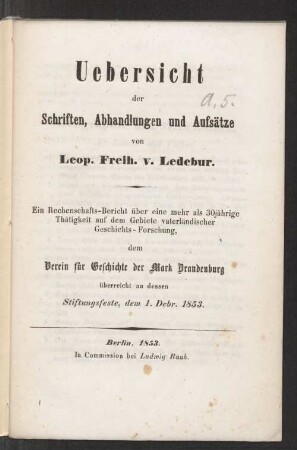 Uebersicht
der
a, 5.
Schriften, Abhandlungen und Aufsätze
von
Leop. Freih. v. Ledebur.
Ein Rechenschafts-Bericht über eine mehr als 30jährige
Thätigkeit auf dem Gebiete vaterländischer
Geschichts-Forschung,
dem
Verein für Geschichte der Mark Brandenburg
überreicht an dessen
Stiftungsfeste, dem 1. Debr. 1853.
Berlin, 1853.
In Commission bei Ludwig Rauh.